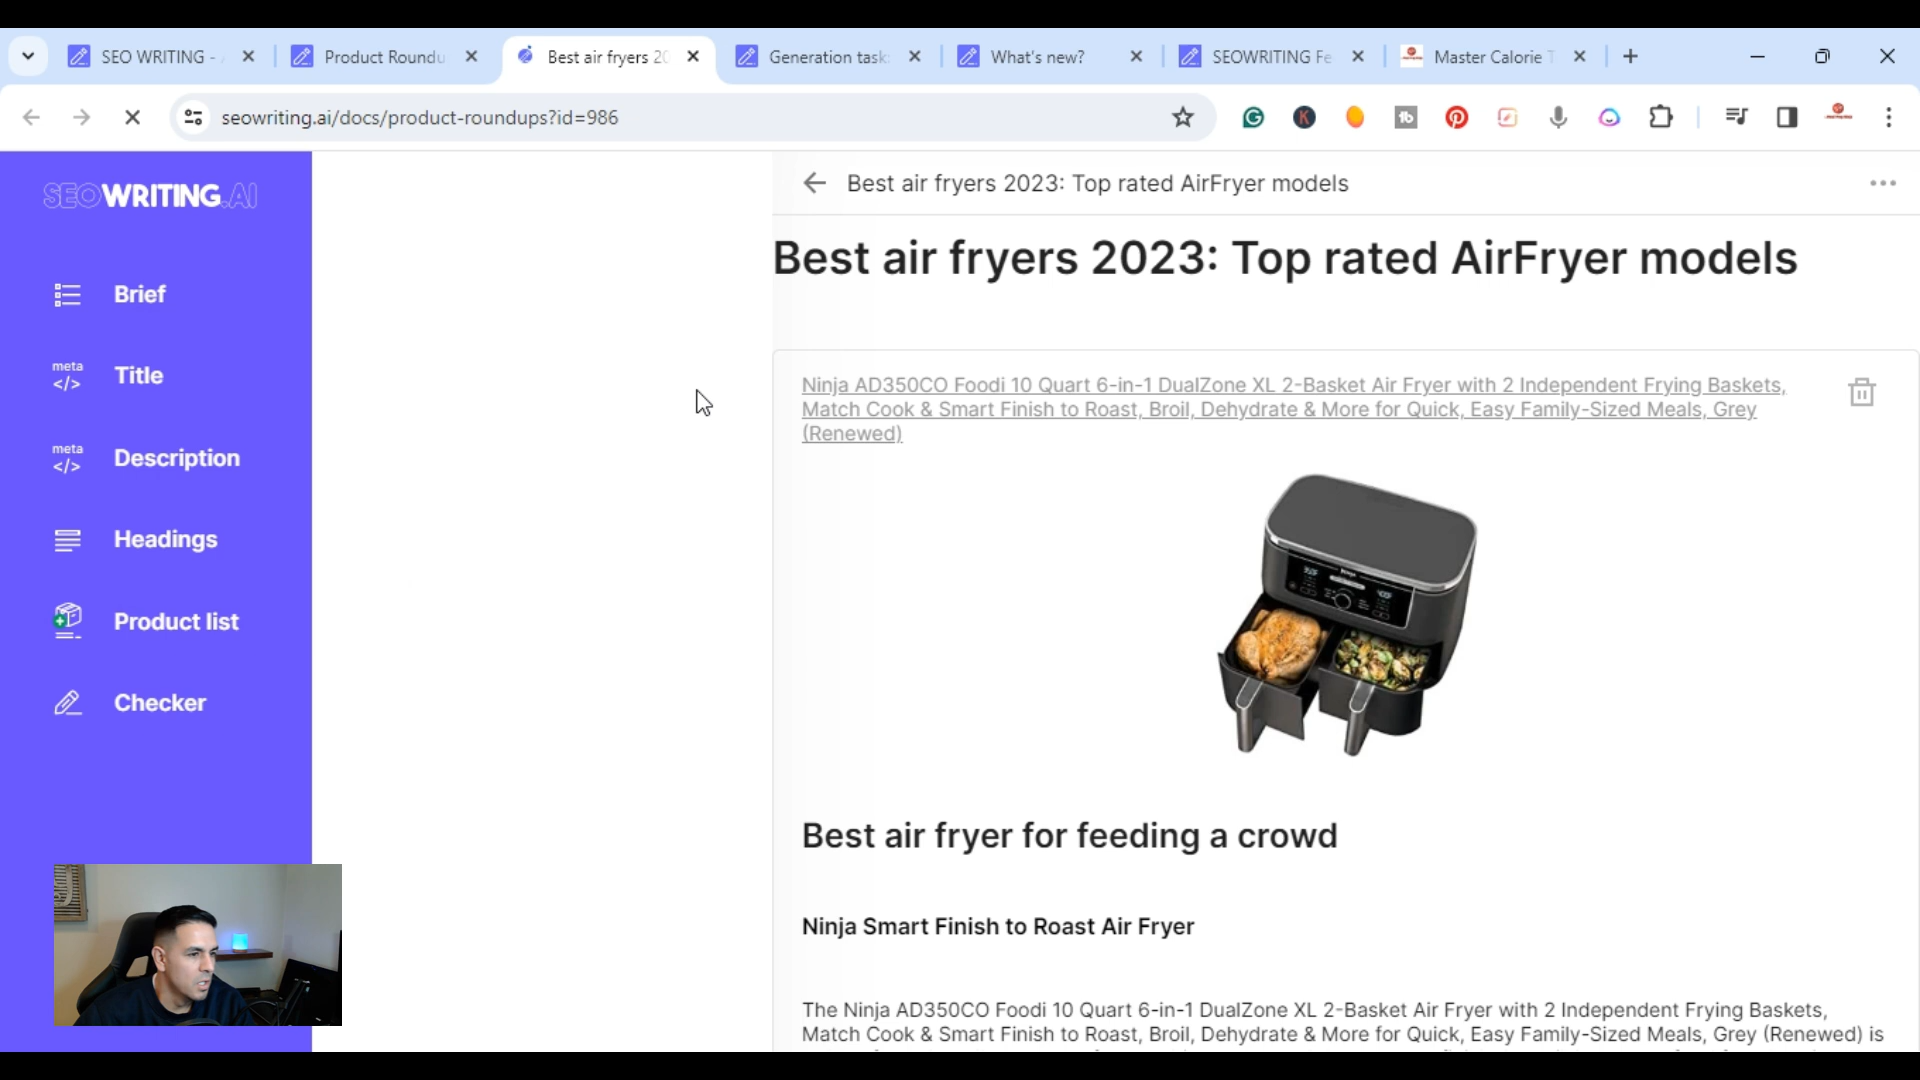 SEO WRITING -
Product Roundu
Best air fryers 20
Generation task
What's new?
SEOWRITING Fe
Master Calorie T
seowriting.ai/docs/product-roundups?id=986
SEOWRITING.AI
Brief
meta
</>
Title
meta
</>
Description
Headings
Product list
Checker
Best air fryers 2023: Top rated AirFryer models
Best air fryers 2023: Top rated AirFryer models
Ninja AD350CO Foodi 10 Quart 6-in-1 DualZone XL 2-Basket Air Fryer with 2 Independent Frying Baskets,
Match Cook & Smart Finish to Roast, Broil, Dehydrate & More for Quick, Easy Family-Sized Meals, Grey
(Renewed)
Best air fryer for feeding a crowd
Ninja Smart Finish to Roast Air Fryer
The Ninja AD350CO Foodi 10 Quart 6-in-1 DualZone XL 2-Basket Air Fryer with 2 Independent Frying Baskets,
Match Cook & Smart Finish to Roast, Broil, Dehydrate & More for Quick, Easy Family-Sized Meals, Grey (Renewed) is